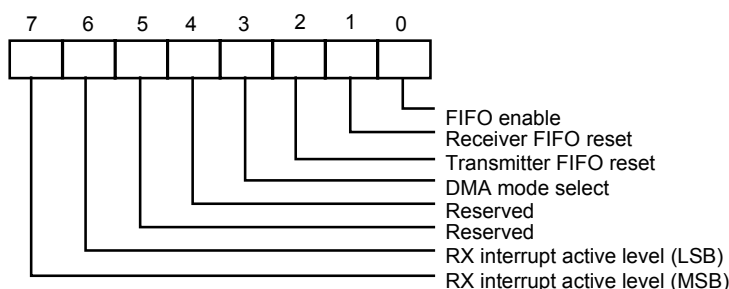 7 6 5 4 3 2 1 0
FIFO enable
Receiver FIFO reset
Transmitter FIFO reset
DMA mode select
Reserved
Reserved
RX interrupt active level (LSB)
RX interrupt active level (MSB)